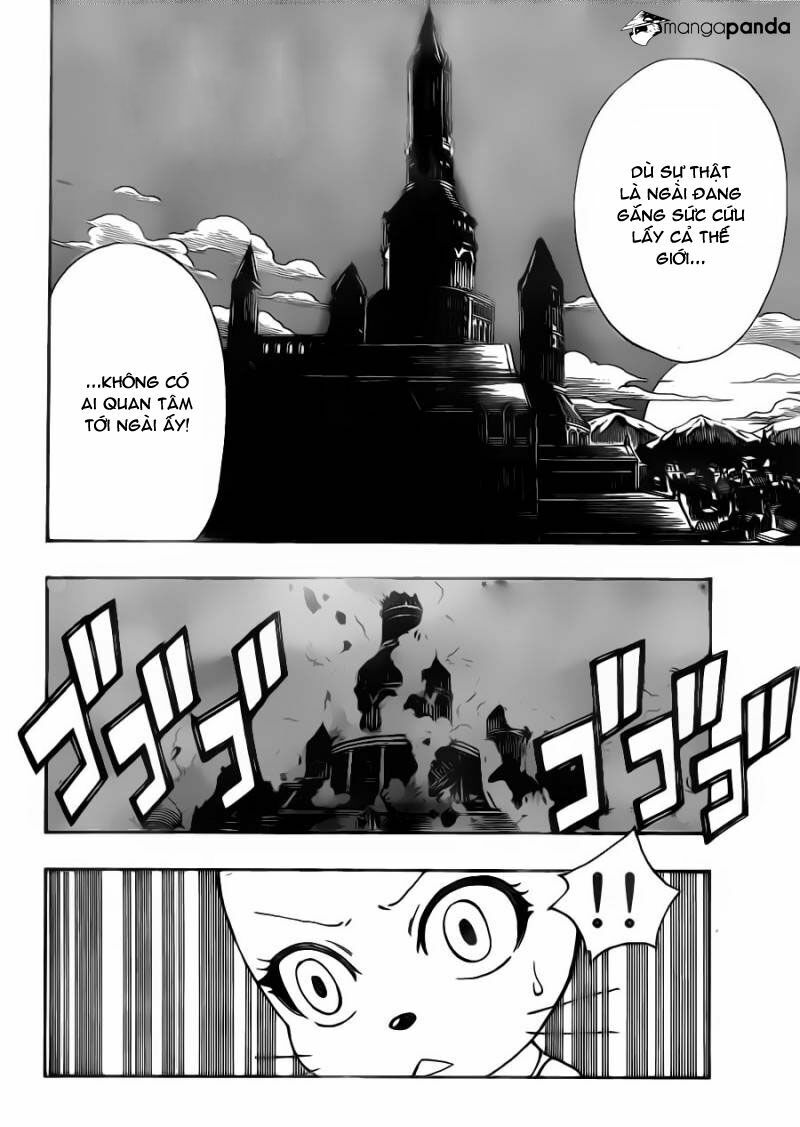 mangapanda
DÙ SỰ THẬT
LÀ NGÀI ĐANG
GẮNG SỨC CỨU
LẤY CẢ THẾ
GIỚI...
...KHÔNG CÓ
AI QUAN TÂM
TỚI NGÀI ẤY!
ゴゴゴ
ゴゴゴ
!!